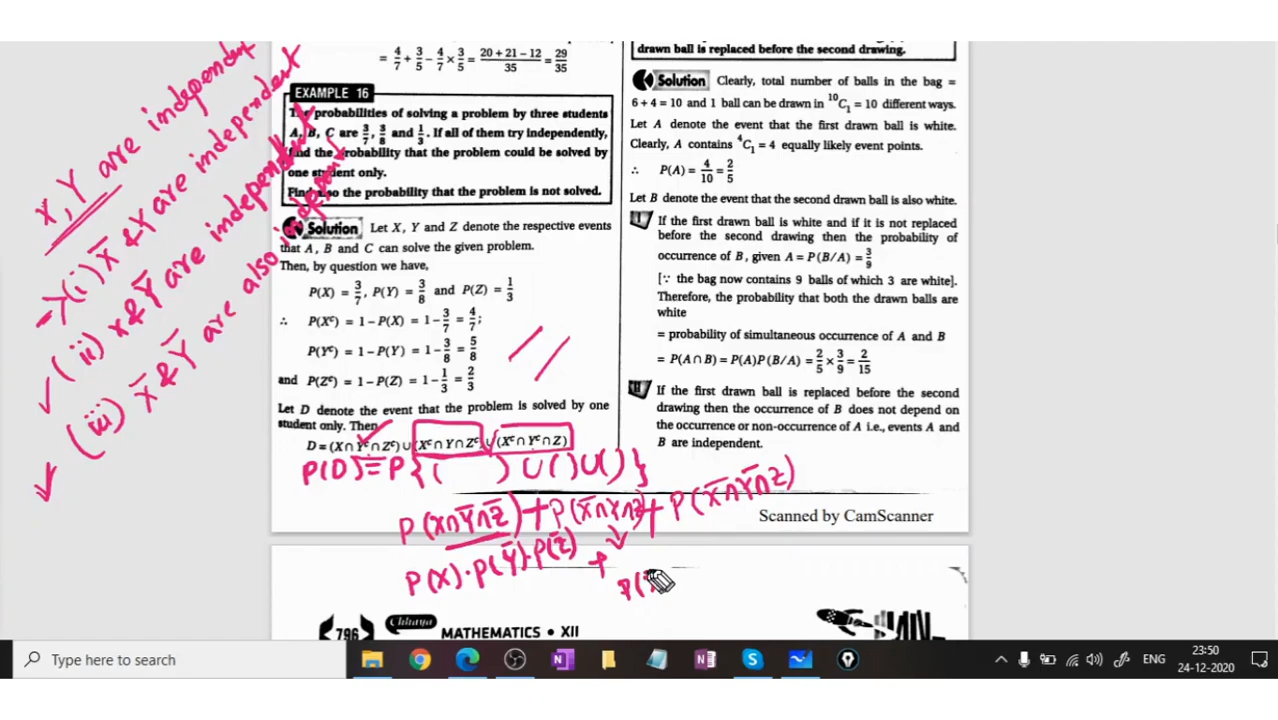 = 4/7 + 3/5 − 4/7 × 3/5 = (20 + 21 − 12)/35 = 29/35
EXAMPLE 16
The probabilities of solving a problem by three students
A, B, C are 3/7, 3/8 and 1/3. If all of them try independently,
find the probability that the problem could be solved by
one student only.
Find also the probability that the problem is not solved.
Solution Let X, Y and Z denote the respective events
that A, B and C can solve the given problem.
Then, by question we have,
P(X) = 3/7, P(Y) = 3/8 and P(Z) = 1/3
∴ P(Xᶜ) = 1 − P(X) = 1 − 3/7 = 4/7;
P(Yᶜ) = 1 − P(Y) = 1 − 3/8 = 5/8
and P(Zᶜ) = 1 − P(Z) = 1 − 1/3 = 2/3
Let D denote the event that the problem is solved by one
student only. Then
D = (X∩Yᶜ∩Zᶜ)∪(Xᶜ∩Y∩Zᶜ)∪(Xᶜ∩Yᶜ∩Z)
P(D) = P{( ) ∪ ( ) ∪ ( )}
P(X∩Y̅∩Z̅) + P(X̅∩Y∩Z̅) + P(X̅∩Y̅∩Z)
P(X)·P(Y̅)·P(Z̅) +
P(
X, Y are independent
(i) X̅ & Y are independent
(ii) X & Y̅ are independent
(iii) X̅ & Y̅ are also independent
drawn ball is replaced before the second drawing.
Solution Clearly, total number of balls in the bag =
6 + 4 = 10 and 1 ball can be drawn in ¹⁰C₁ = 10 different ways.
Let A denote the event that the first drawn ball is white.
Clearly, A contains ⁴C₁ = 4 equally likely event points.
∴ P(A) = 4/10 = 2/5
Let B denote the event that the second drawn ball is also white.
I If the first drawn ball is white and if it is not replaced
before the second drawing then the probability of
occurrence of B, given A = P(B/A) = 3/9
[∵ the bag now contains 9 balls of which 3 are white].
Therefore, the probability that both the drawn balls are
white
= probability of simultaneous occurrence of A and B
= P(A∩B) = P(A)P(B/A) = 2/5 × 3/9 = 2/15
II If the first drawn ball is replaced before the second
drawing then the occurrence of B does not depend on
the occurrence or non-occurrence of A i.e., events A and
B are independent.
Scanned by CamScanner
796 Chhaya MATHEMATICS • XII
Type here to search
ENG
23:50
24-12-2020